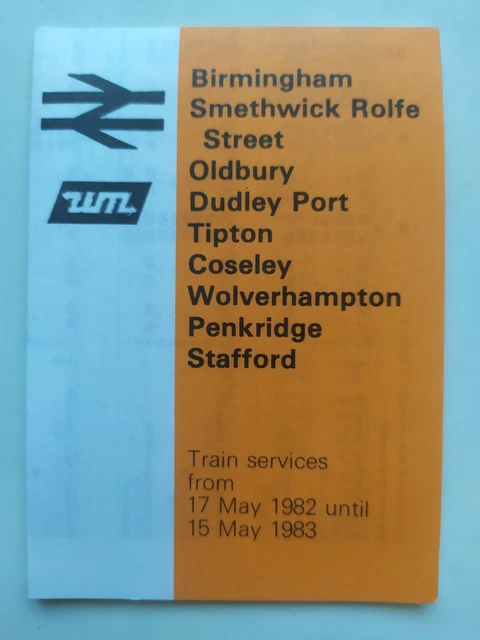 WM
Birmingham
Smethwick Rolfe
Street
Oldbury
Dudley Port
Tipton
Coseley
Wolverhampton
Penkridge
Stafford
Train services
from
17 May 1982 until
15 May 1983